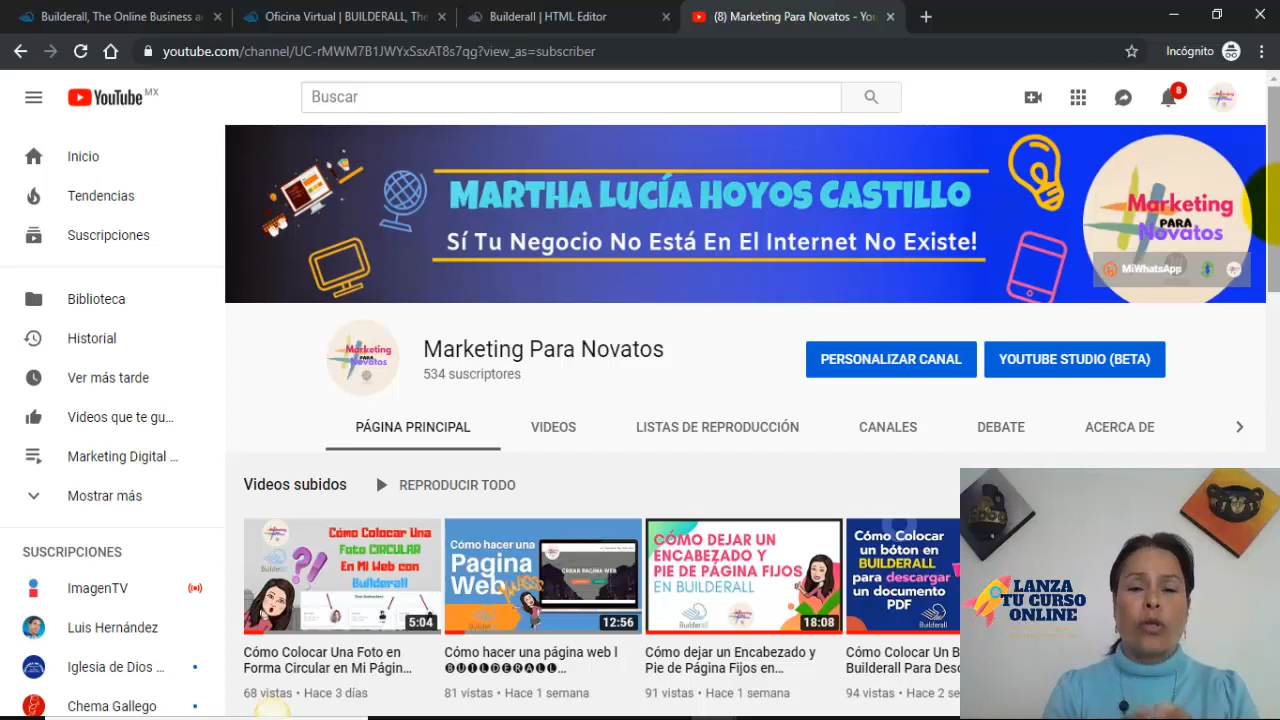 Builderall, The Online Business a
Oficina Virtual | BUILDERALL, The
Builderall | HTML Editor
(8) Marketing Para Novatos - You
youtube.com/channel/UC-rMWM7B1JWYxSsxAT8s7qg?view_as=subscriber
Incógnito
YouTube MX
Buscar
8
Inicio
Tendencias
Suscripciones
Biblioteca
Historial
Ver más tarde
Videos que te gu...
Marketing Digital ...
Mostrar más
SUSCRIPCIONES
ImagenTV
Luis Hernández
Iglesia de Dios ...
Chema Gallego
MARTHA LUCÍA HOYOS CASTILLO
Sí Tu Negocio No Está En El Internet No Existe!
Marketing
PARA
Novatos
MiWhatsApp
Marketing
PARA
Novatos
Marketing Para Novatos
534 suscriptores
PERSONALIZAR CANAL
YOUTUBE STUDIO (BETA)
PÁGINA PRINCIPAL
VIDEOS
LISTAS DE REPRODUCCIÓN
CANALES
DEBATE
ACERCA DE
Videos subidos
REPRODUCIR TODO
Cómo Colocar Una
Foto CIRCULAR
En Mi Web con
Builderall
5:04
Cómo Colocar Una Foto en
Forma Circular en Mi Págin...
68 vistas • Hace 3 días
Cómo hacer una
Pagina
Web
12:56
Cómo hacer una página web I
🅑🅤🅘🅛🅓🅔🅡🅐🅛🅛...
81 vistas • Hace 1 semana
CÓMO DEJAR UN
ENCABEZADO Y
PIE DE PÁGINA FIJOS
EN BUILDERALL
18:08
Cómo dejar un Encabezado y
Pie de Página Fijos en...
91 vistas • Hace 1 semana
Cómo Colocar
un bóton en
BUILDERALL
para descargar
un documento
PDF
Cómo Colocar Un B
Builderall Para Desc
94 vistas • Hace 2 se
LANZA
TU CURSO
ONLINE